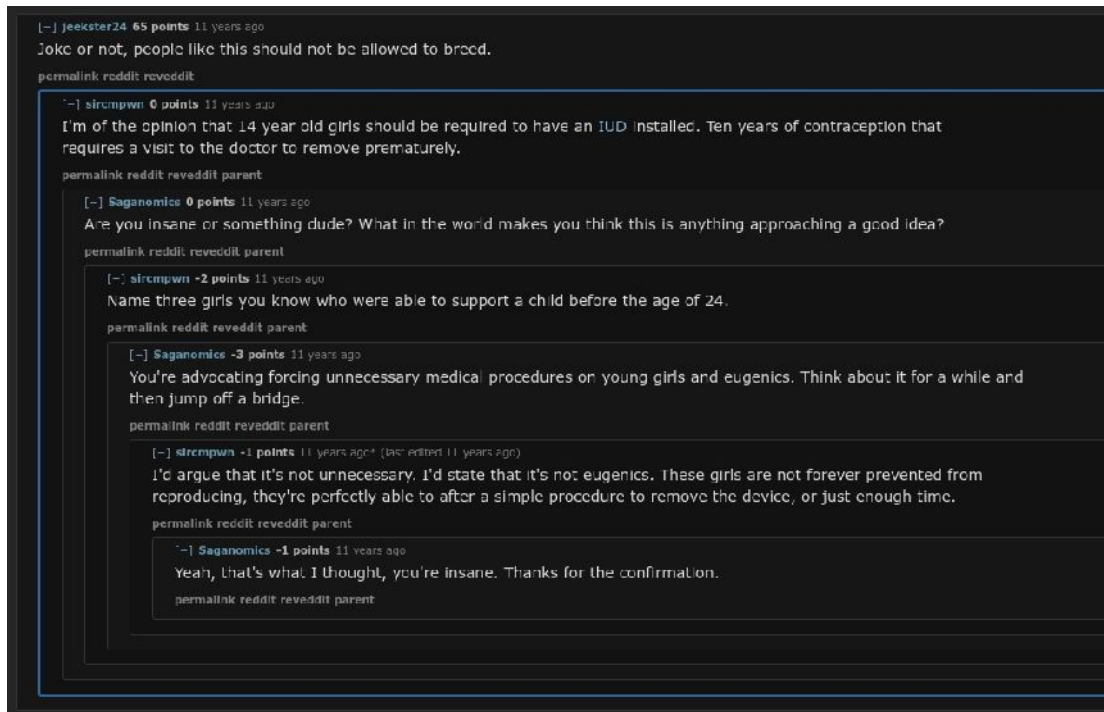 [−] jeekster24 65 points 11 years ago
Joke or not, people like this should not be allowed to breed.
permalink reddit reveddit
[−] sircmpwn 0 points 11 years ago
I'm of the opinion that 14 year old girls should be required to have an IUD installed. Ten years of contraception that
requires a visit to the doctor to remove prematurely.
permalink reddit reveddit parent
[−] Saganomics 0 points 11 years ago
Are you insane or something dude? What in the world makes you think this is anything approaching a good idea?
permalink reddit reveddit parent
[−] sircmpwn -2 points 11 years ago
Name three girls you know who were able to support a child before the age of 24.
permalink reddit reveddit parent
[−] Saganomics -3 points 11 years ago
You're advocating forcing unnecessary medical procedures on young girls and eugenics. Think about it for a while and
then jump off a bridge.
permalink reddit reveddit parent
[−] sircmpwn -1 points 11 years ago* (last edited 11 years ago)
I'd argue that it's not unnecessary. I'd state that it's not eugenics. These girls are not forever prevented from
reproducing, they're perfectly able to after a simple procedure to remove the device, or just enough time.
permalink reddit reveddit parent
[−] Saganomics -1 points 11 years ago
Yeah, that's what I thought, you're insane. Thanks for the confirmation.
permalink reddit reveddit parent